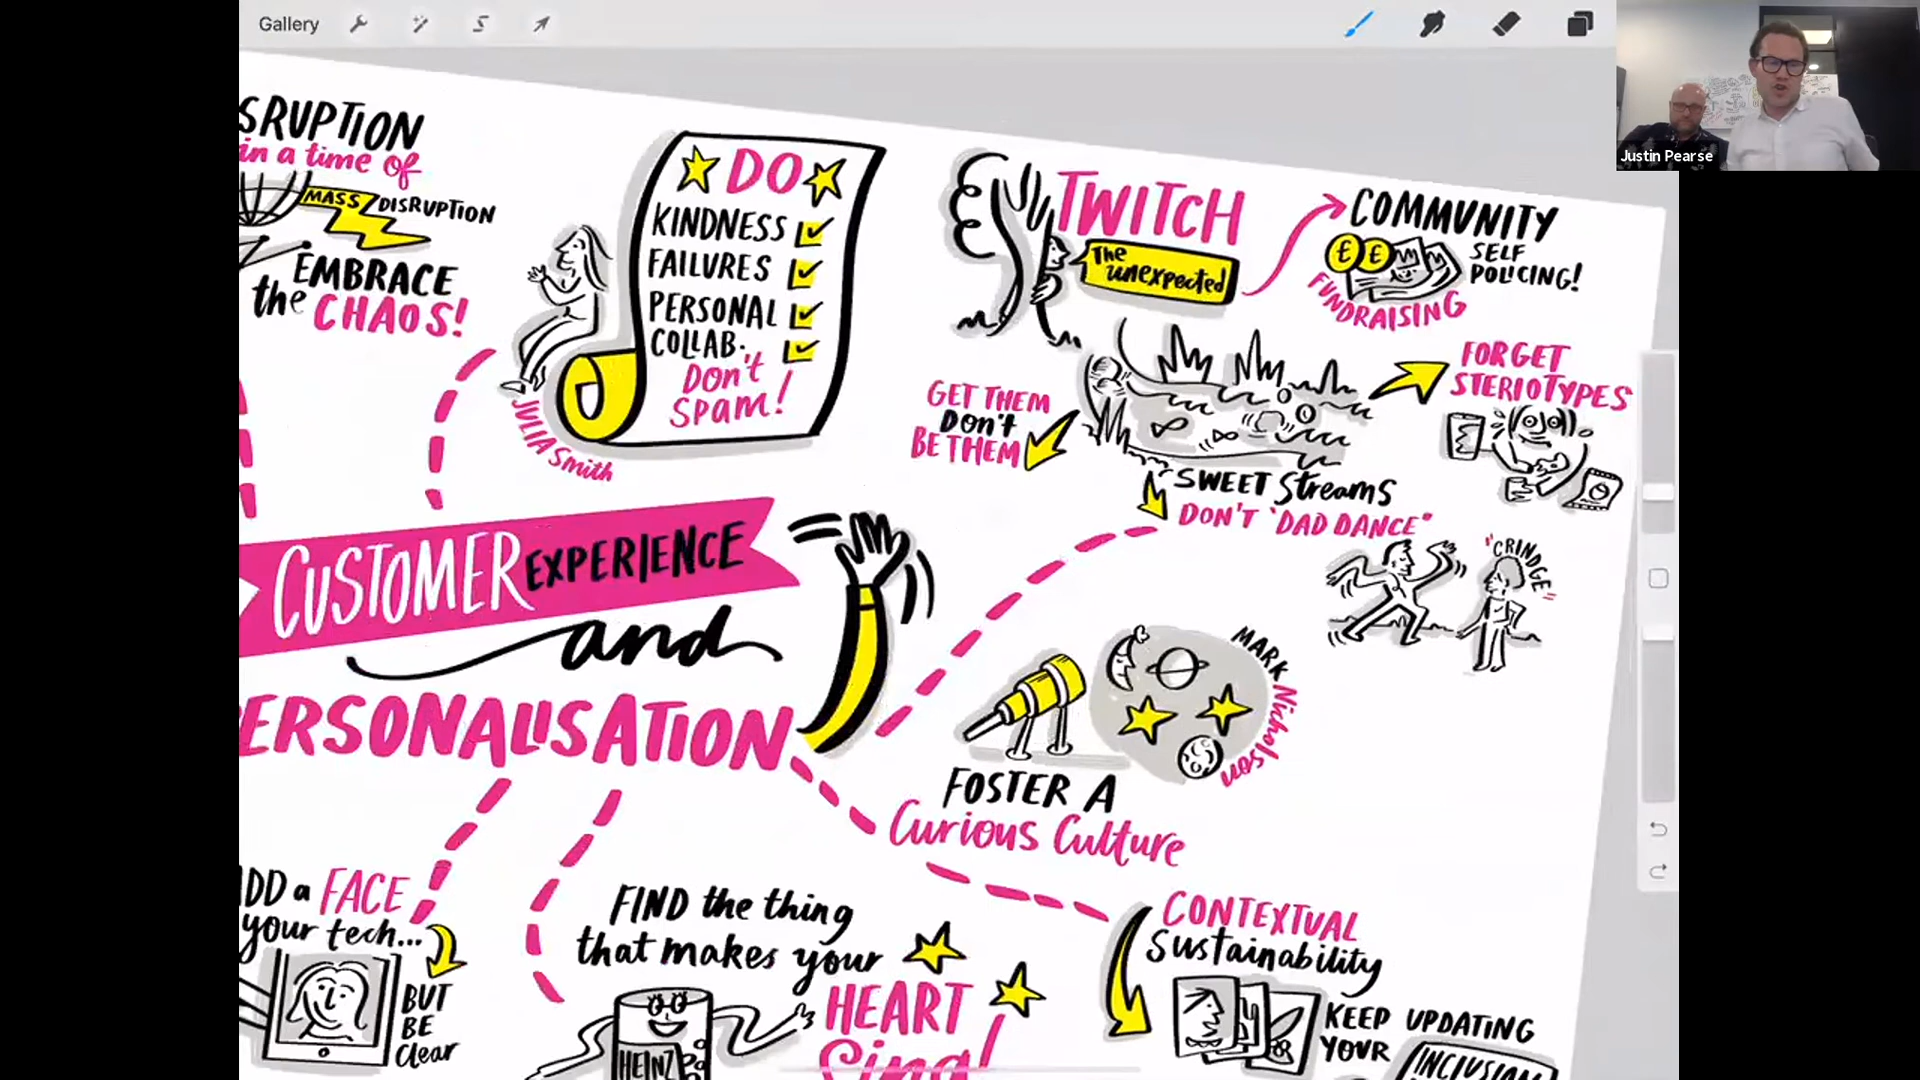 Gallery
Justin Pearse
SRUPTION
in a time of
MASS DISRUPTION
EMBRACE
the CHAOS!
DO
KINDNESS
FAILURES
PERSONAL
COLLAB.
DON'T
SPAM!
JULIA Smith
TWITCH
The
unexpected
COMMUNITY
SELF
POLICING!
££
FUNDRAISING
FORGET
STERIOTYPES
GET THEM
DON'T
BE THEM
SWEET Streams
DON'T "DAD DANCE"
"CRINDGE"
CUSTOMER EXPERIENCE
and
ERSONALISATION
MARK Nicholson
FOSTER A
Curious Culture
DD a FACE
your tech...
BUT
BE
Clear
FIND the thing
that makes your
HEART
Sing!
HEINZ
CONTEXTUAL
Sustainability
KEEP UPDATING
YOUR
INCLUSION